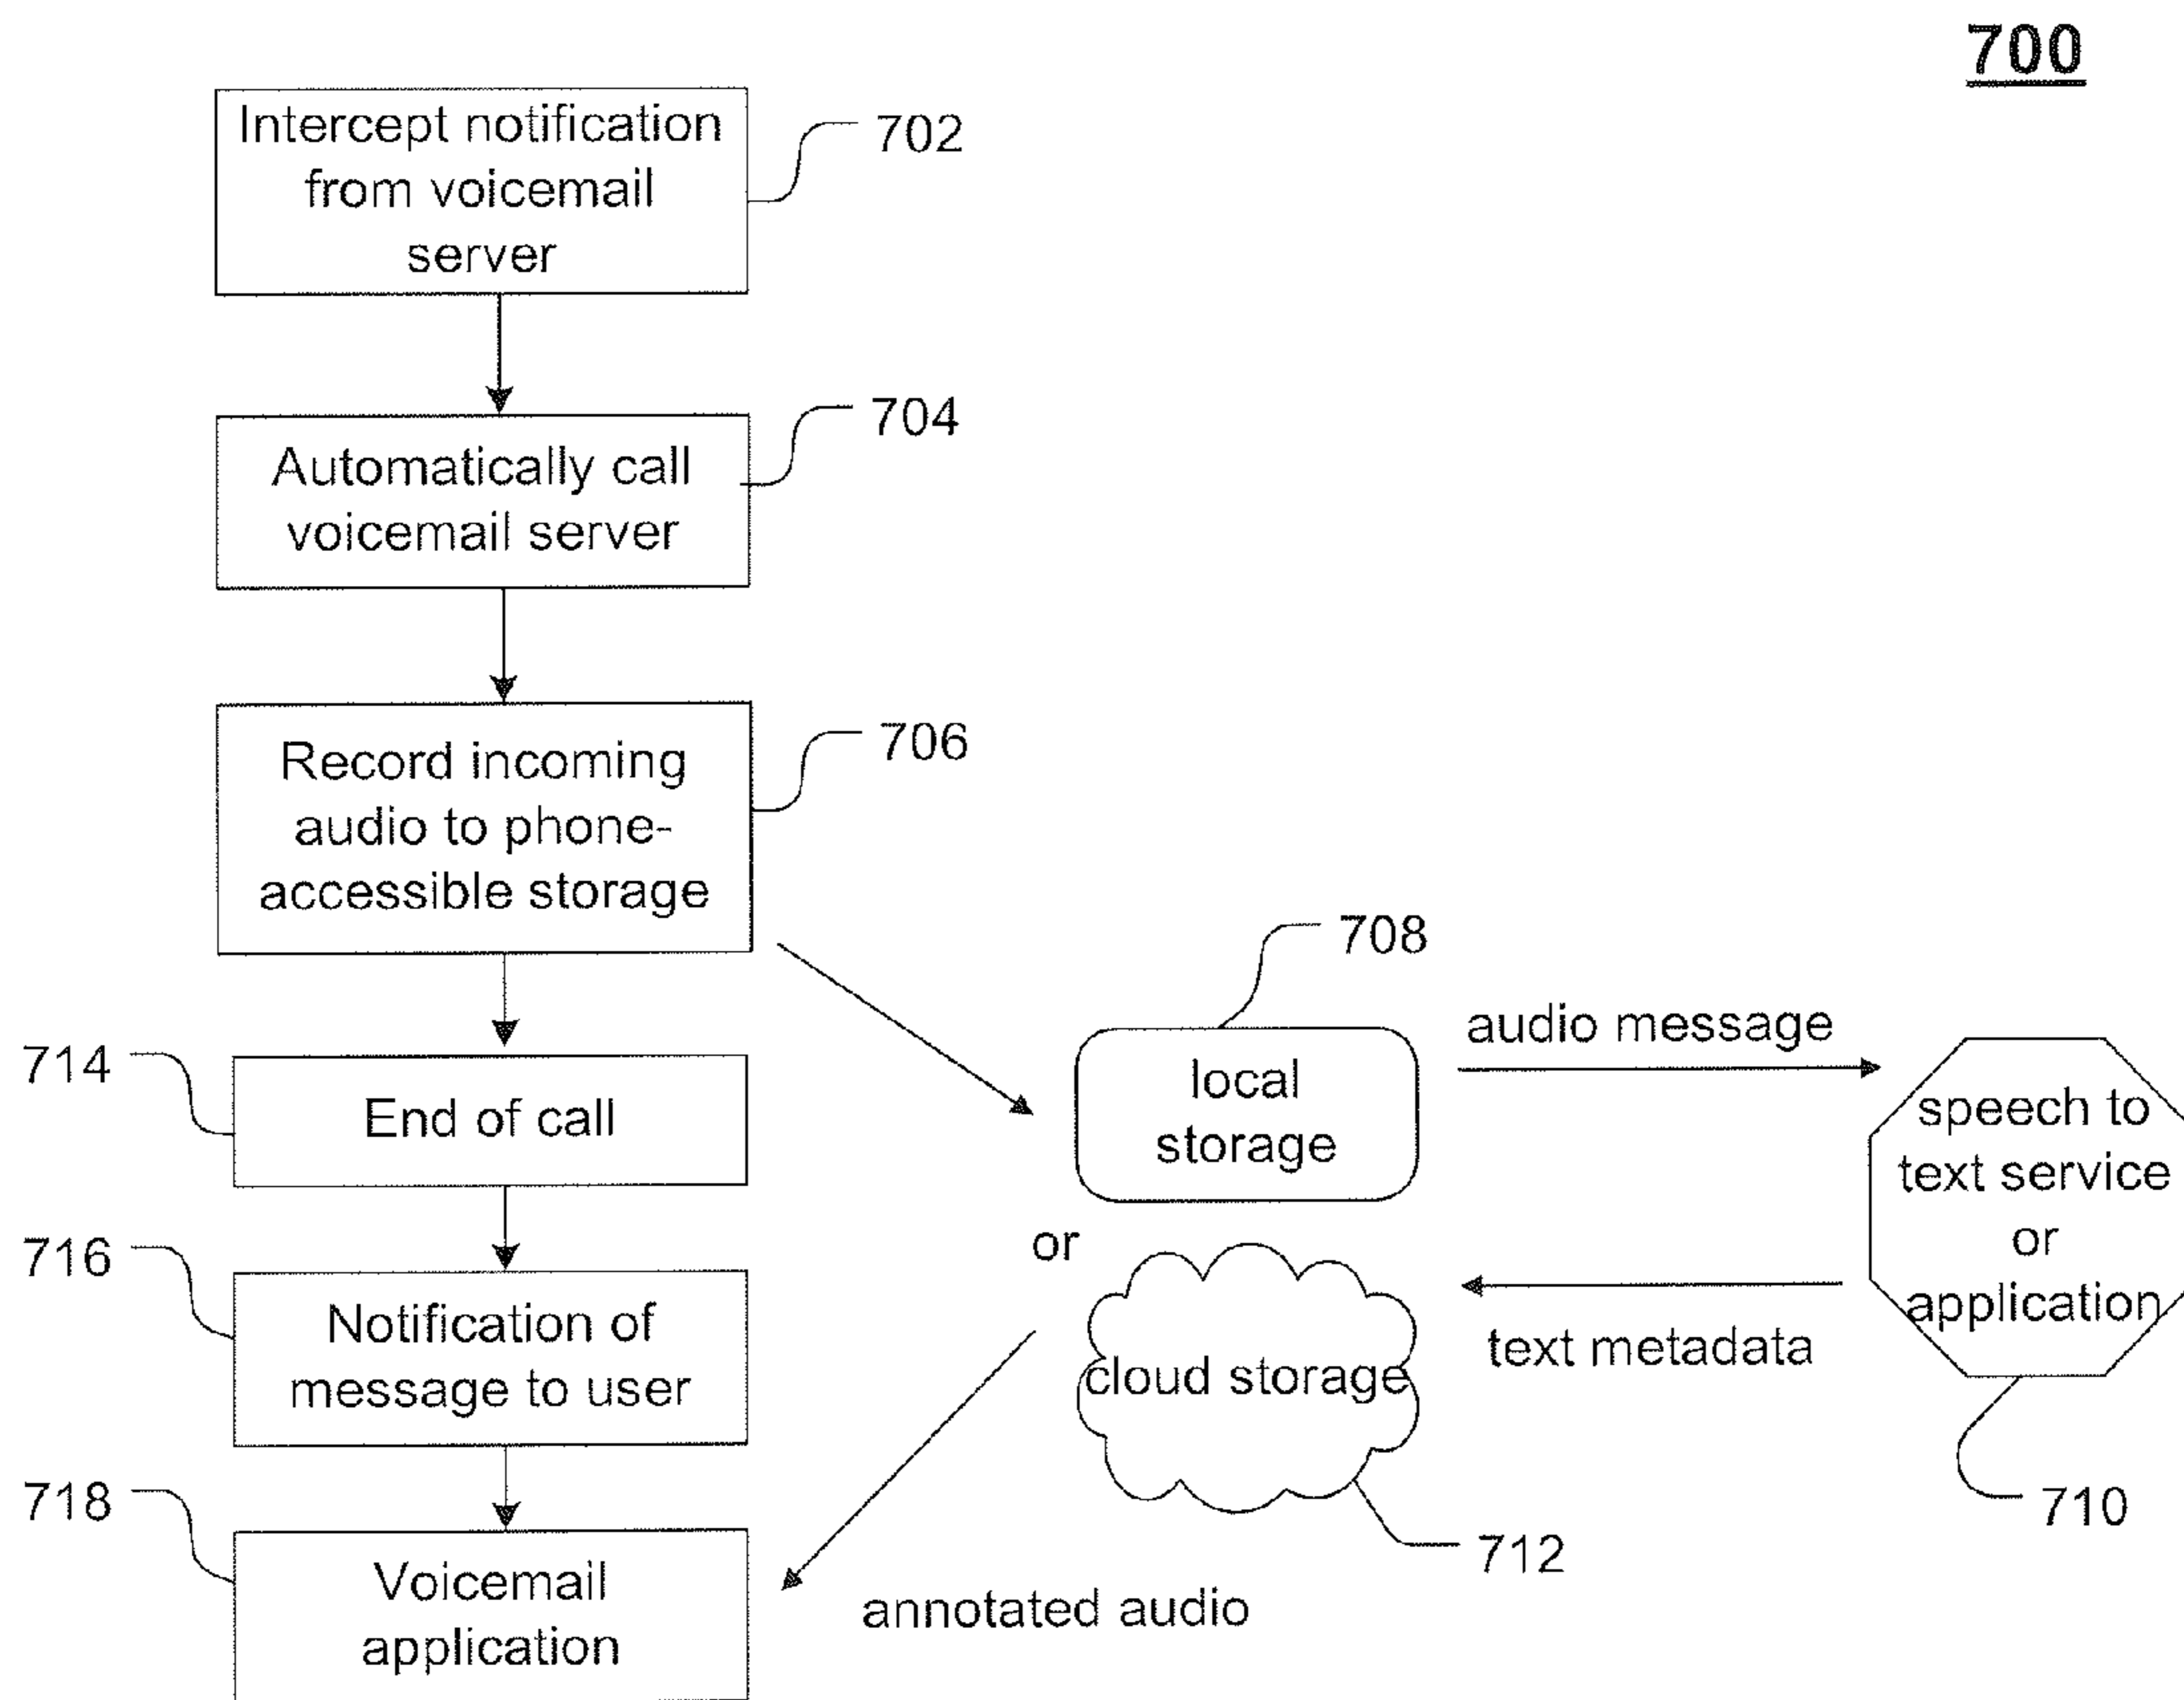 700
Intercept notification
from voicemail
server
702
Automatically call
voicemail server
704
Record incoming
audio to phone-
accessible storage
706
708
local
storage
audio message
speech to
text service
or
application
710
or
cloud storage
712
text metadata
714
End of call
716
Notification of
message to user
718
Voicemail
application
annotated audio